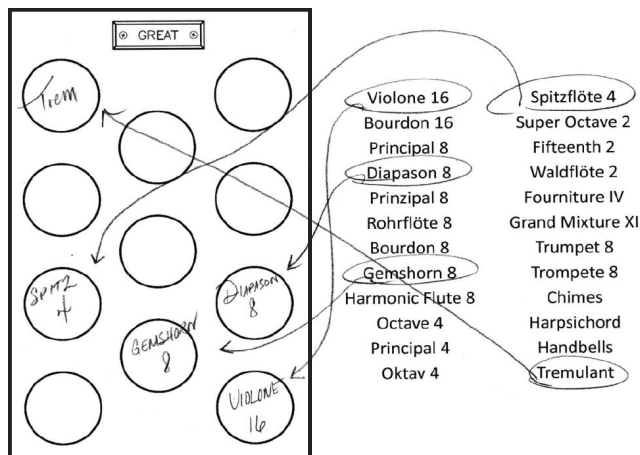 GREAT
Trem
SPITZ
4
GEMSHORN
8
DIAPASON
8
VIOLONE
16
Violone 16
Bourdon 16
Principal 8
Diapason 8
Prinzipal 8
Rohrflöte 8
Bourdon 8
Gemshorn 8
Harmonic Flute 8
Octave 4
Principal 4
Oktav 4
Spitzflöte 4
Super Octave 2
Fifteenth 2
Waldflöte 2
Fourniture IV
Grand Mixture XI
Trumpet 8
Trompete 8
Chimes
Harpsichord
Handbells
Tremulant